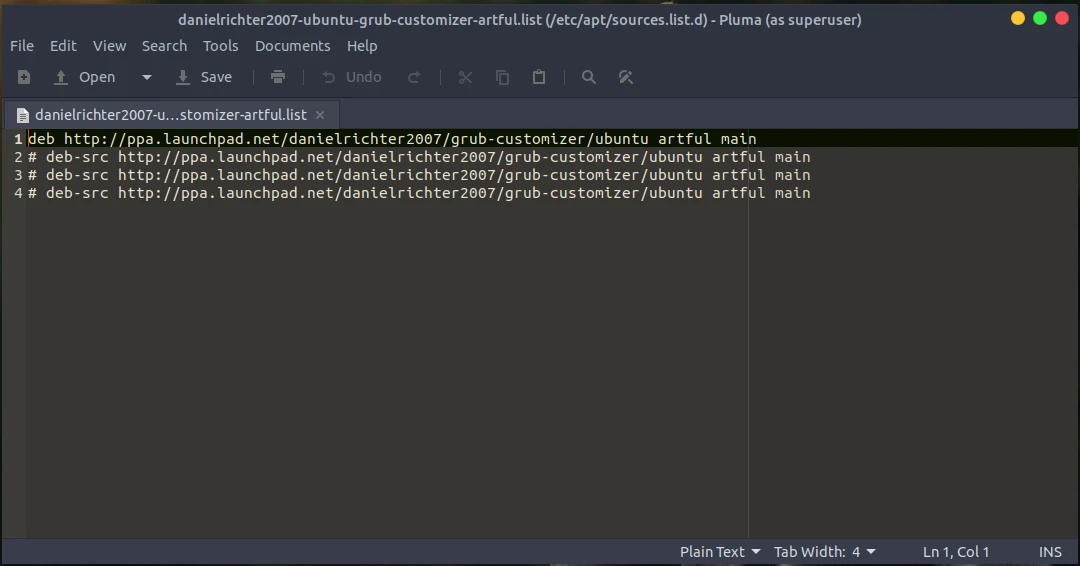 danielrichter2007-ubuntu-grub-customizer-artful.list (/etc/apt/sources.list.d) - Pluma (as superuser)
File Edit View Search Tools Documents Help
Open Save Undo
danielrichter2007-u...stomizer-artful.list
1 deb http://ppa.launchpad.net/danielrichter2007/grub-customizer/ubuntu artful main
2 # deb-src http://ppa.launchpad.net/danielrichter2007/grub-customizer/ubuntu artful main
3 # deb-src http://ppa.launchpad.net/danielrichter2007/grub-customizer/ubuntu artful main
4 # deb-src http://ppa.launchpad.net/danielrichter2007/grub-customizer/ubuntu artful main
Plain Text Tab Width: 4 Ln 1, Col 1 INS